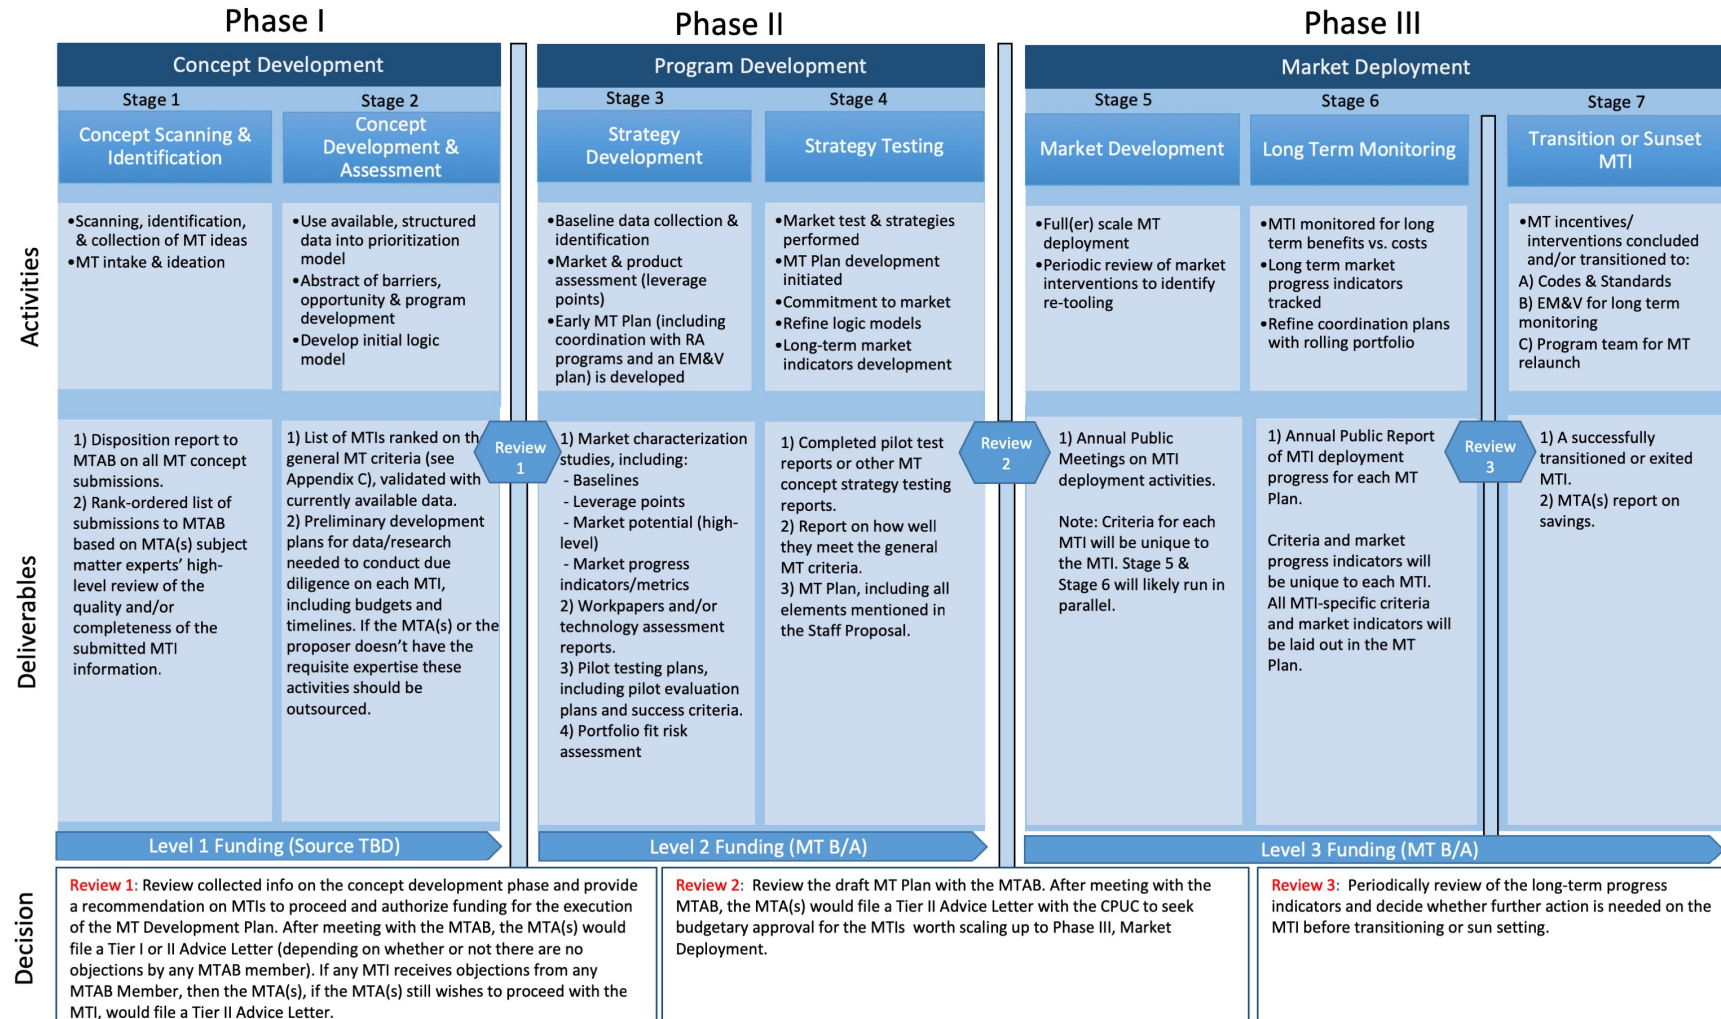 Phase I
Phase II
Phase III
Concept Development
Program Development
Market Deployment
Stage 1
Stage 2
Stage 3
Stage 4
Stage 5
Stage 6
Stage 7
Concept Scanning &
Identification
Concept
Development &
Assessment
Strategy
Development
Strategy Testing
Market Development
Long Term Monitoring
Transition or Sunset
MTI
Activities
•Scanning, identification,
& collection of MT ideas
•MT intake & ideation
•Use available, structured
data into prioritization
model
•Abstract of barriers,
opportunity & program
development
•Develop initial logic
model
•Baseline data collection &
identification
•Market & product
assessment (leverage
points)
•Early MT Plan (including
coordination with RA
programs and an EM&V
plan) is developed
•Market test & strategies
performed
•MT Plan development
initiated
•Commitment to market
•Refine logic models
•Long-term market
indicators development
•Full(er) scale MT
deployment
•Periodic review of market
interventions to identify
re-tooling
•MTI monitored for long
term benefits vs. costs
•Long term market
progress indicators
tracked
•Refine coordination plans
with rolling portfolio
•MT incentives/
interventions concluded
and/or transitioned to:
A) Codes & Standards
B) EM&V for long term
monitoring
C) Program team for MT
relaunch
Deliverables
1) Disposition report to
MTAB on all MT concept
submissions.
2) Rank-ordered list of
submissions to MTAB
based on MTA(s) subject
matter experts' high-
level review of the
quality and/or
completeness of the
submitted MTI
information.
1) List of MTIs ranked on th
general MT criteria (see
Appendix C), validated with
currently available data.
2) Preliminary development
plans for data/research
needed to conduct due
diligence on each MTI,
including budgets and
timelines. If the MTA(s) or the
proposer doesn't have the
requisite expertise these
activities should be
outsourced.
Review
1
1) Market characterization
studies, including:
- Baselines
- Leverage points
- Market potential (high-
level)
- Market progress
indicators/metrics
2) Workpapers and/or
technology assessment
reports.
3) Pilot testing plans,
including pilot evaluation
plans and success criteria.
4) Portfolio fit risk
assessment
1) Completed pilot test
reports or other MT
concept strategy testing
reports.
2) Report on how well
they meet the general
MT criteria.
3) MT Plan, including all
elements mentioned in
the Staff Proposal.
Review
2
1) Annual Public
Meetings on MTI
deployment activities.
Note: Criteria for each
MTI will be unique to
the MTI. Stage 5 &
Stage 6 will likely run in
parallel.
1) Annual Public Report
of MTI deployment
progress for each MT
Plan.
Criteria and market
progress indicators will
be unique to each MTI.
All MTI-specific criteria
and market indicators will
be laid out in the MT
Plan.
Review
3
1) A successfully
transitioned or exited
MTI.
2) MTA(s) report on
savings.
Level 1 Funding (Source TBD)
Level 2 Funding (MT B/A)
Level 3 Funding (MT B/A)
Decision
Review 1: Review collected info on the concept development phase and provide
a recommendation on MTIs to proceed and authorize funding for the execution
of the MT Development Plan. After meeting with the MTAB, the MTA(s) would
file a Tier I or II Advice Letter (depending on whether or not there are no
objections by any MTAB member). If any MTI receives objections from any
MTAB Member, then the MTA(s), if the MTA(s) still wishes to proceed with the
MTI, would file a Tier II Advice Letter.
Review 2: Review the draft MT Plan with the MTAB. After meeting with the
MTAB, the MTA(s) would file a Tier II Advice Letter with the CPUC to seek
budgetary approval for the MTIs worth scaling up to Phase III, Market
Deployment.
Review 3: Periodically review of the long-term progress
indicators and decide whether further action is needed on the
MTI before transitioning or sun setting.